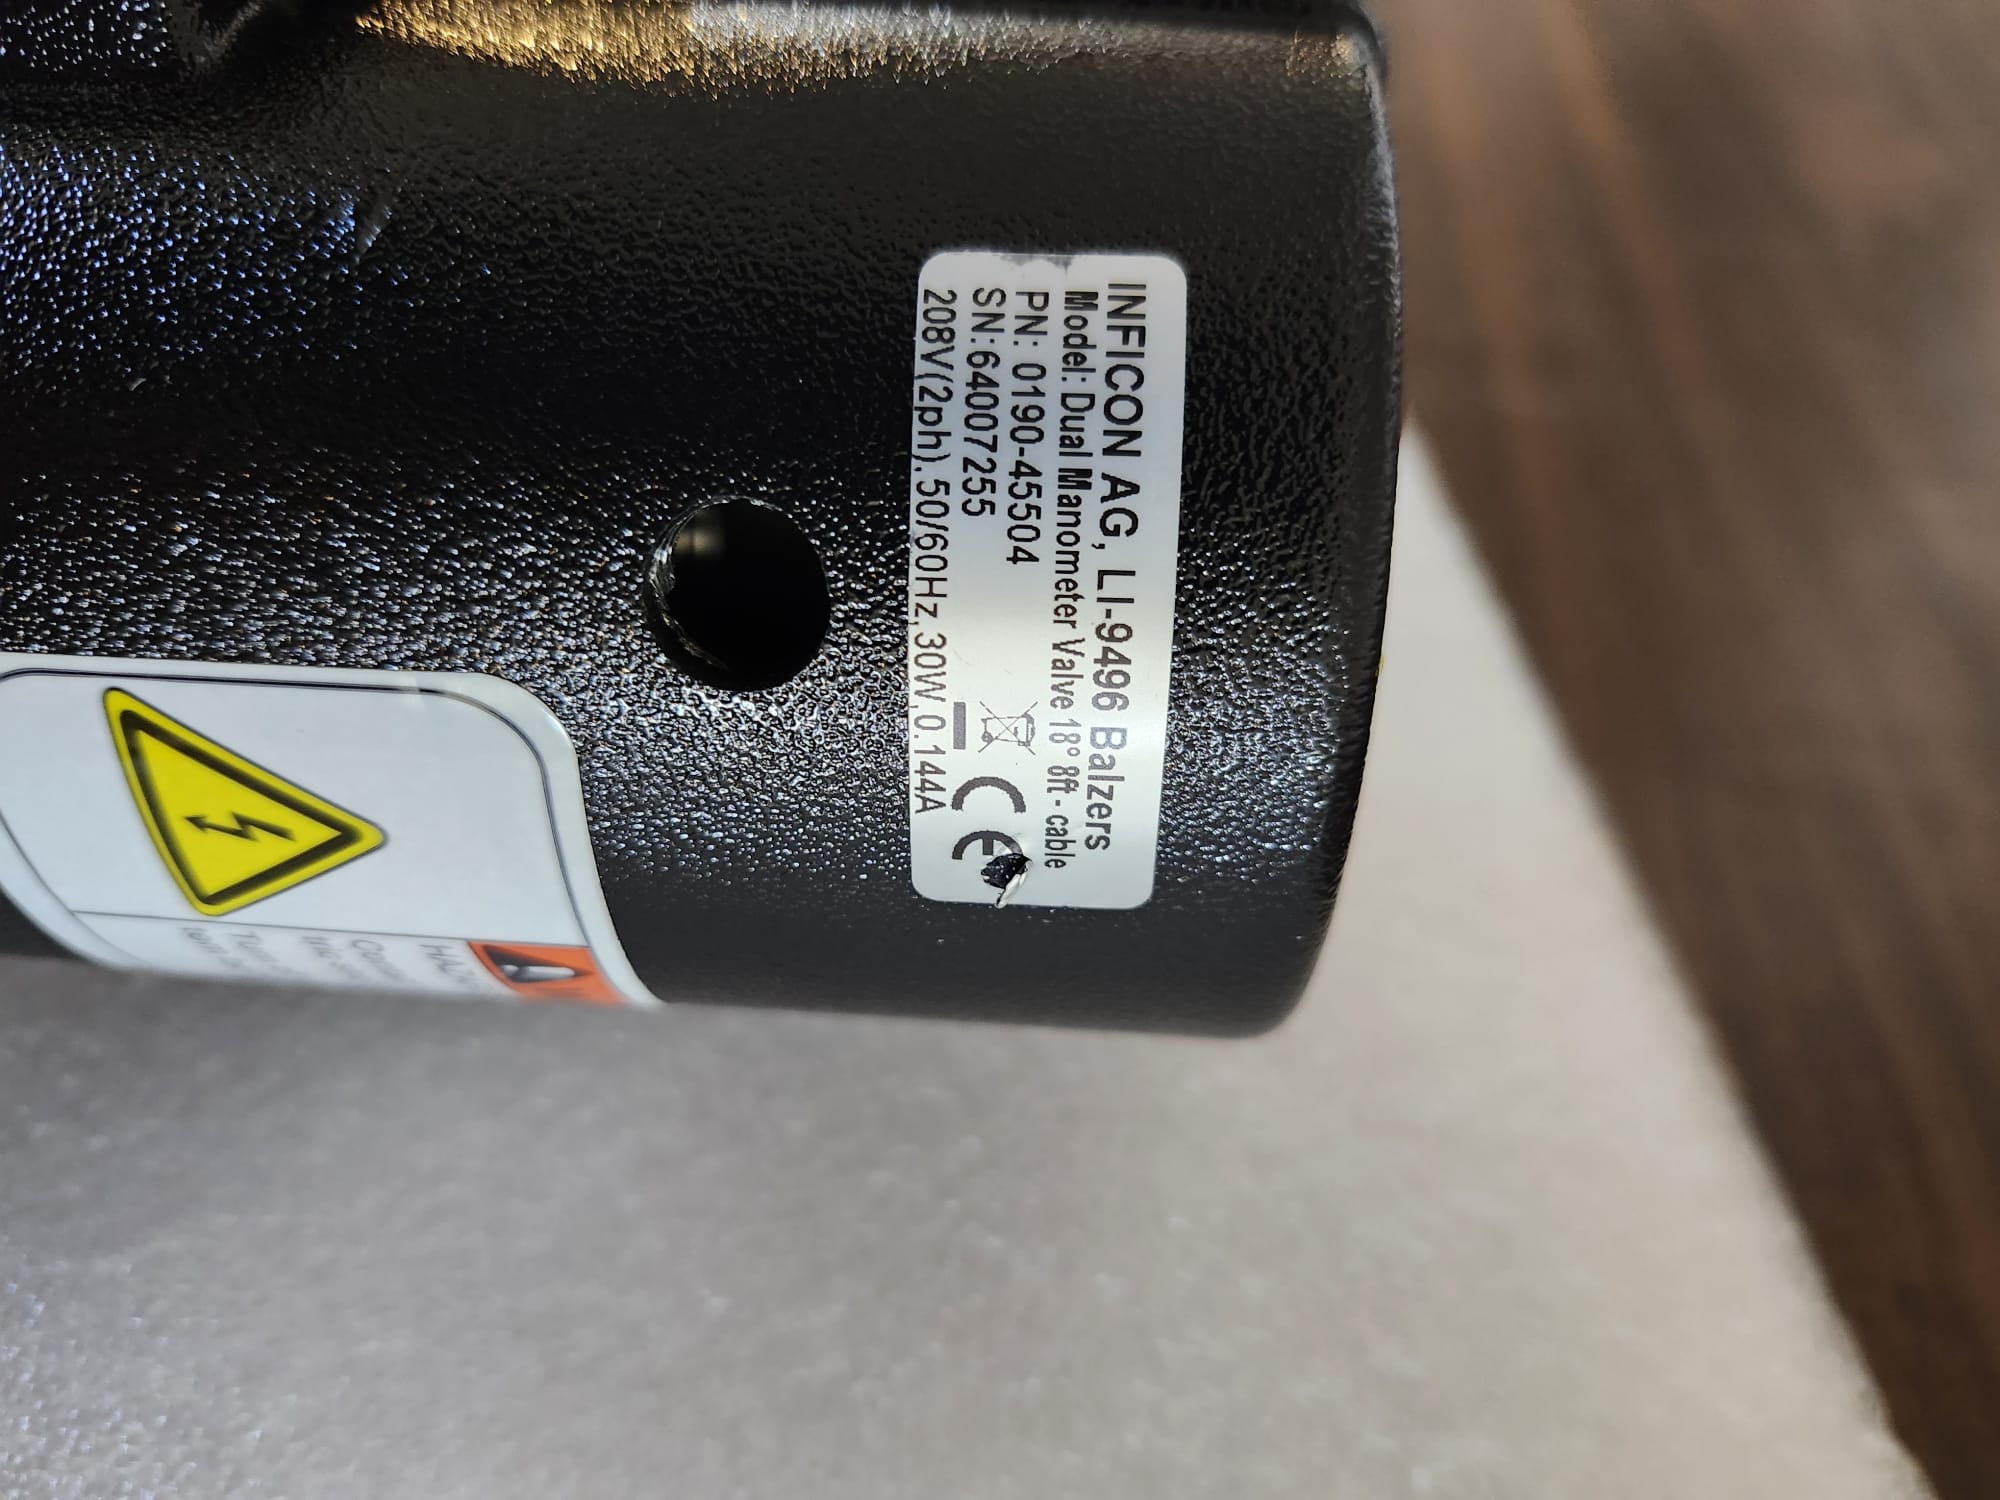 INFICON AG, LI-9496 Balzers
Model: Dual Manometer Valve 18° 8ft - cable
PN: 0190-45504
SN:64007255
208V(2ph), 50/60Hz,30W,0.144A
CE